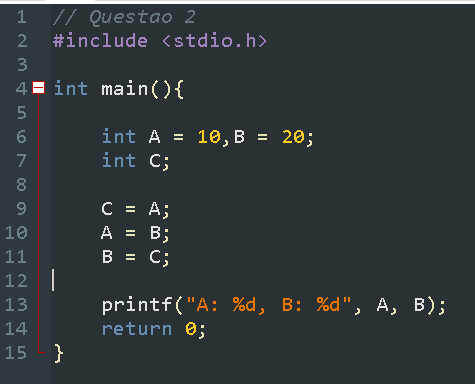 1 // Questao 2
2 #include <stdio.h>
3
4 int main(){
5
6     int A = 10,B = 20;
7     int C;
8
9     C = A;
10     A = B;
11     B = C;
12
13     printf("A: %d, B: %d", A, B);
14     return 0;
15 }